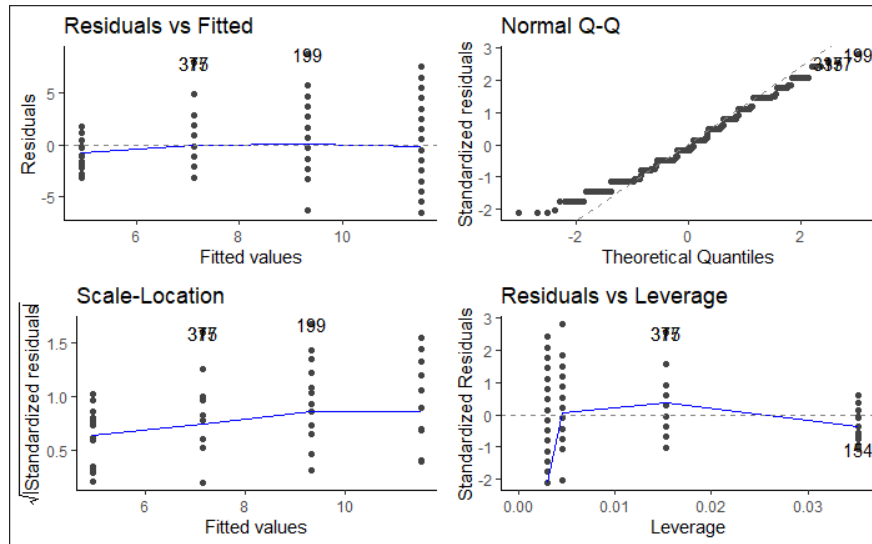 Residuals vs Fitted
199
5
0
-5
Residuals
6
8
10
Fitted values
Normal Q-Q
199
3
2
1
0
-1
-2
Standardized residuals
-2
0
2
Theoretical Quantiles
Scale-Location
199
1.5
1.0
0.5
√|Standardized residuals|
6
8
10
Fitted values
Residuals vs Leverage
3
2
1
0
-1
-2
154
Standardized Residuals
0.00
0.01
0.02
0.03
Leverage